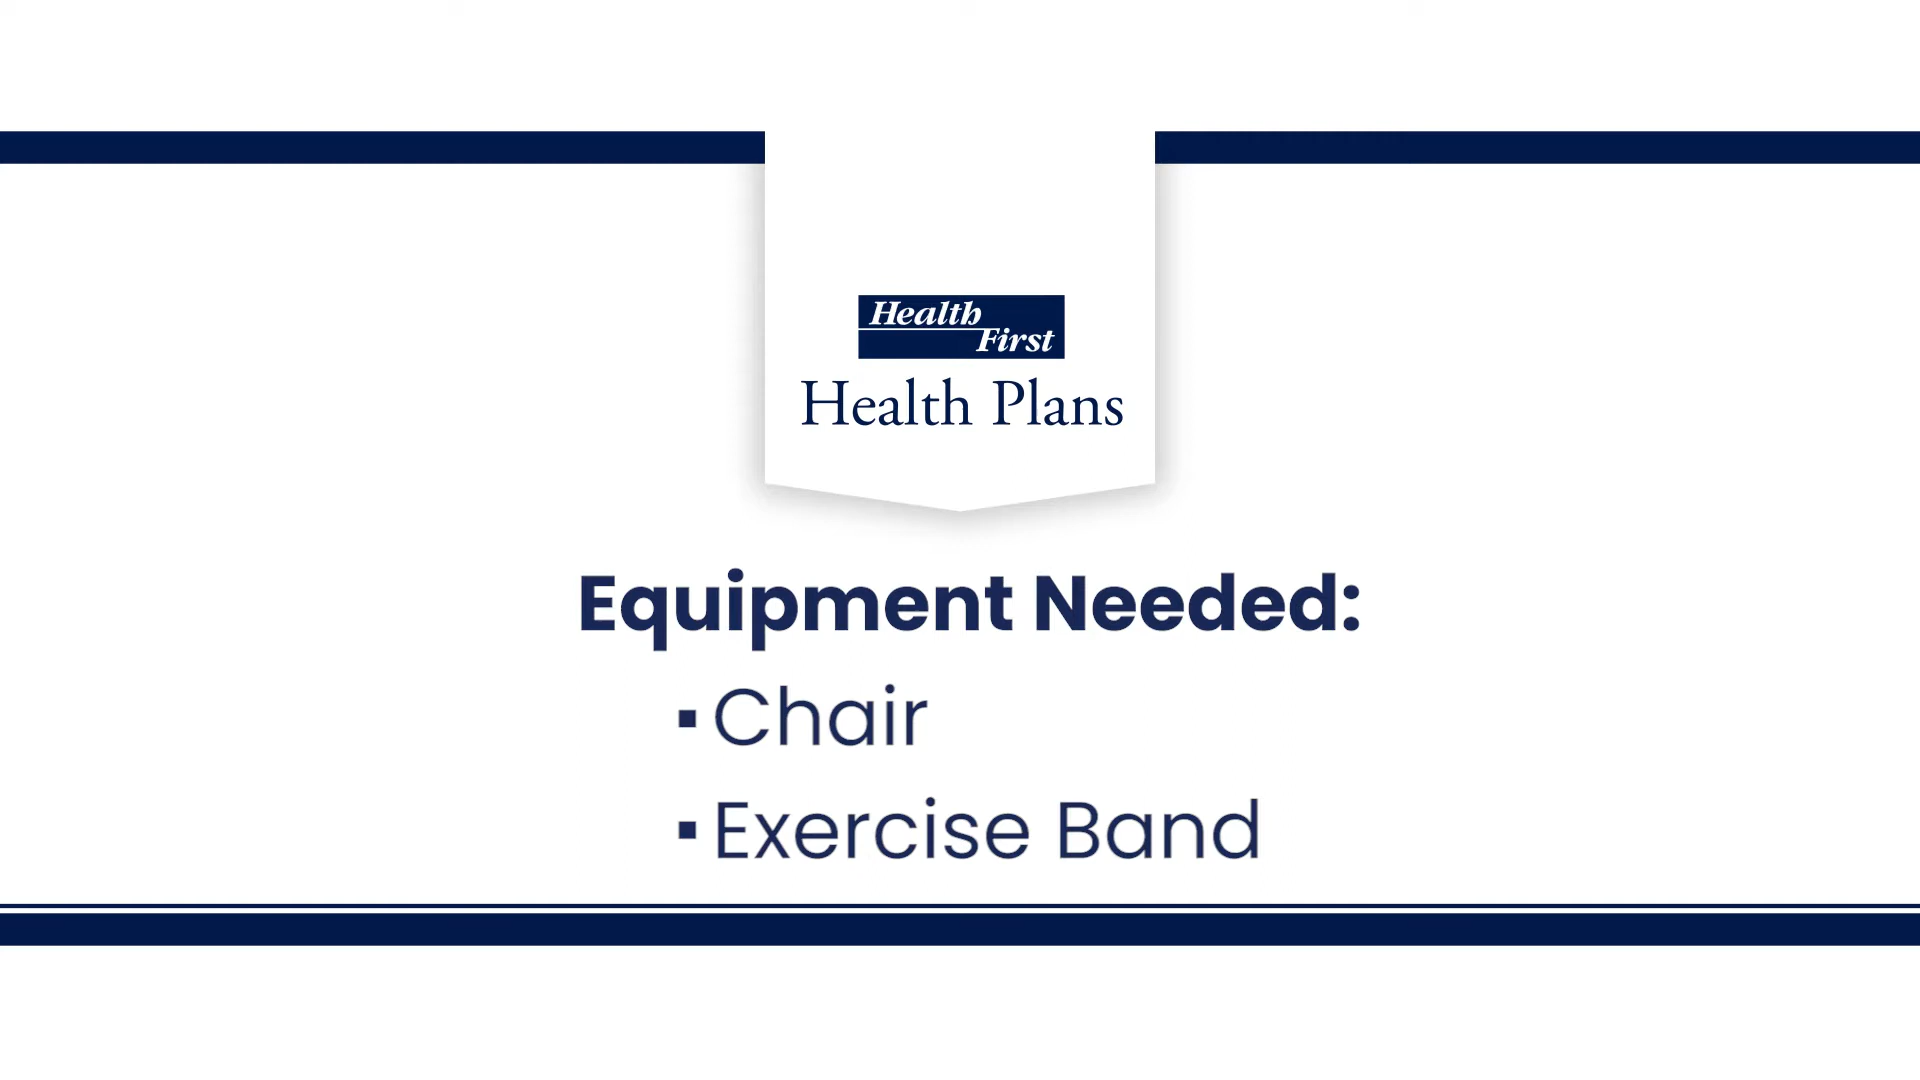 Health
First
Health Plans
Equipment Needed:
▪ Chair
▪ Exercise Band